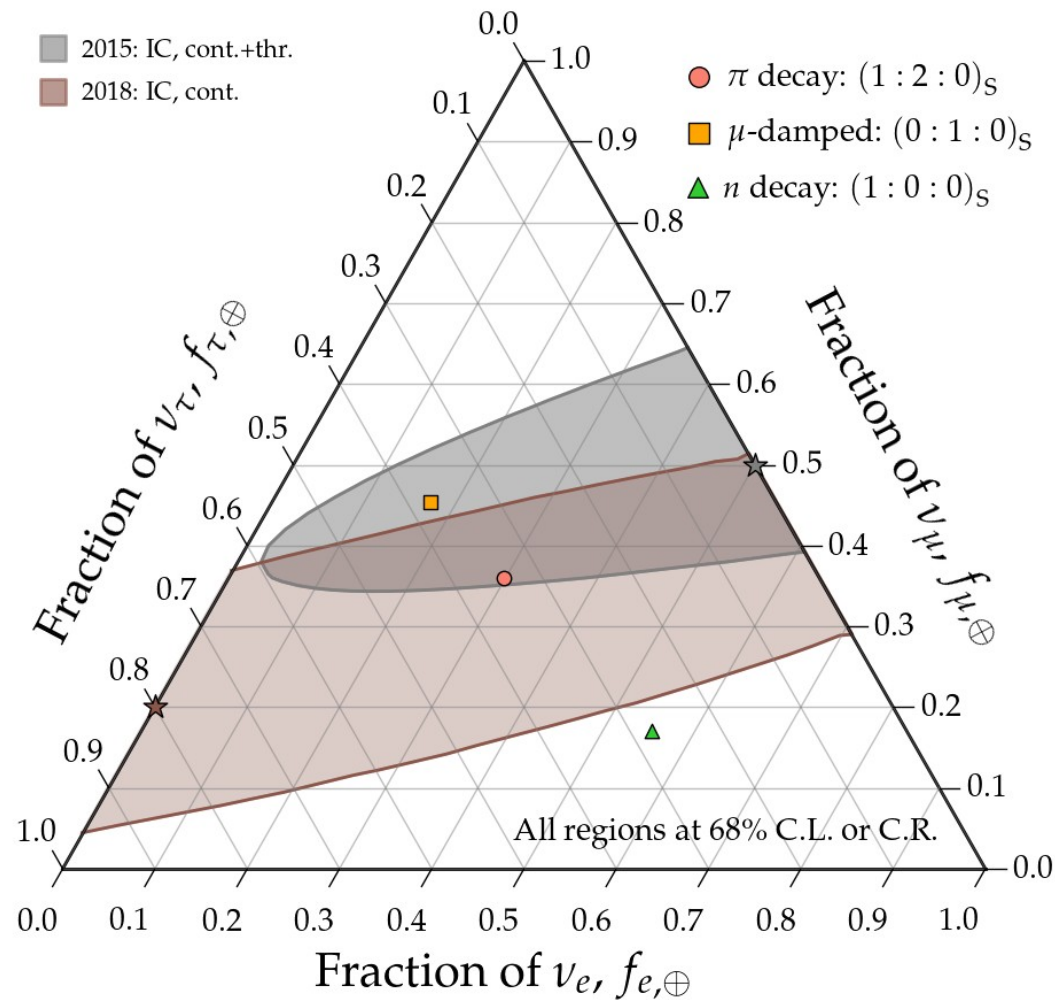 2015: IC, cont.+thr.
2018: IC, cont.
π decay: (1 : 2 : 0)S
μ-damped: (0 : 1 : 0)S
n decay: (1 : 0 : 0)S
0.0
0.1
0.2
0.3
0.4
0.5
0.6
0.7
0.8
0.9
1.0
Fraction of ντ, fτ,⊕
1.0
0.9
0.8
0.7
0.6
0.5
0.4
0.3
0.2
0.1
0.0
Fraction of νμ, fμ,⊕
All regions at 68% C.L. or C.R.
0.0 0.1 0.2 0.3 0.4 0.5 0.6 0.7 0.8 0.9 1.0
Fraction of νe, fe,⊕